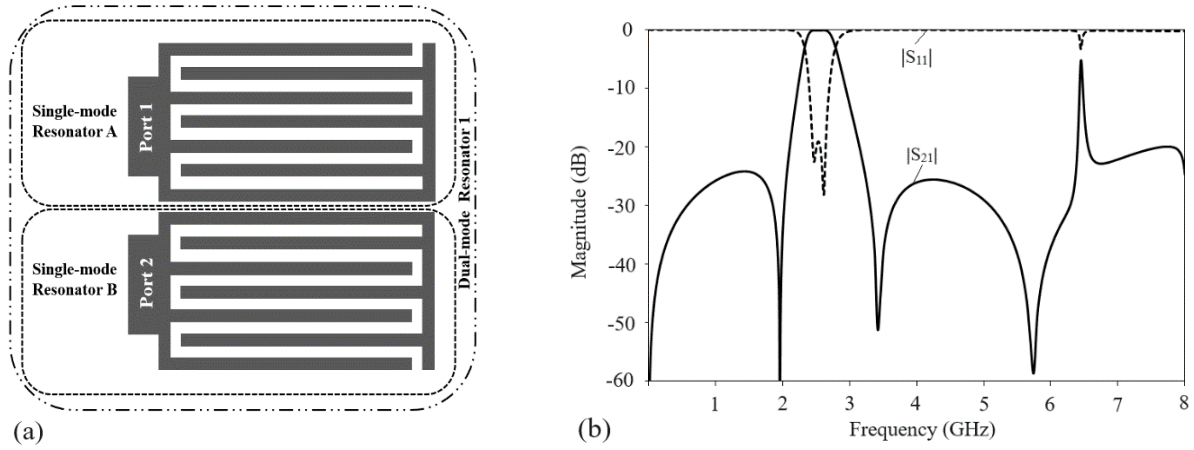 Single-mode
Resonator A
Port 1
Single-mode
Resonator B
Port 2
Dual-mode Resonator 1
(a)
0
-10
-20
-30
-40
-50
-60
Magnitude (dB)
|S11|
|S21|
1 2 3 4 5 6 7 8
Frequency (GHz)
(b)